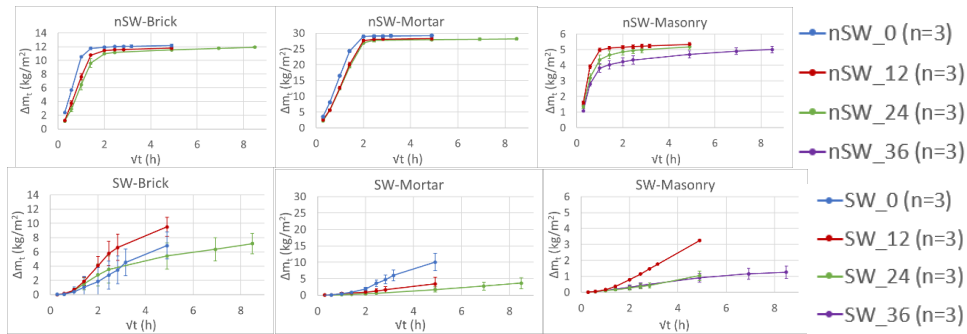 nSW-Brick
14
12
10
8
6
4
2
0
0 2 4 6 8
Δmt (kg/m²)
√t (h)
nSW-Mortar
30
25
20
15
10
5
0
0 2 4 6 8
Δmt (kg/m²)
√t (h)
nSW-Masonry
6
5
4
3
2
1
0
0 2 4 6 8
Δmt (kg/m²)
√t (h)
nSW_0 (n=3)
nSW_12 (n=3)
nSW_24 (n=3)
nSW_36 (n=3)
SW-Brick
14
12
10
8
6
4
2
0
0 2 4 6 8
Δmt (kg/m²)
√t (h)
SW-Mortar
30
25
20
15
10
5
0
0 2 4 6 8
Δmt (kg/m²)
√t (h)
SW-Masonry
6
5
4
3
2
1
0
0 2 4 6 8
Δmt (kg/m²)
√t (h)
SW_0 (n=3)
SW_12 (n=3)
SW_24 (n=3)
SW_36 (n=3)